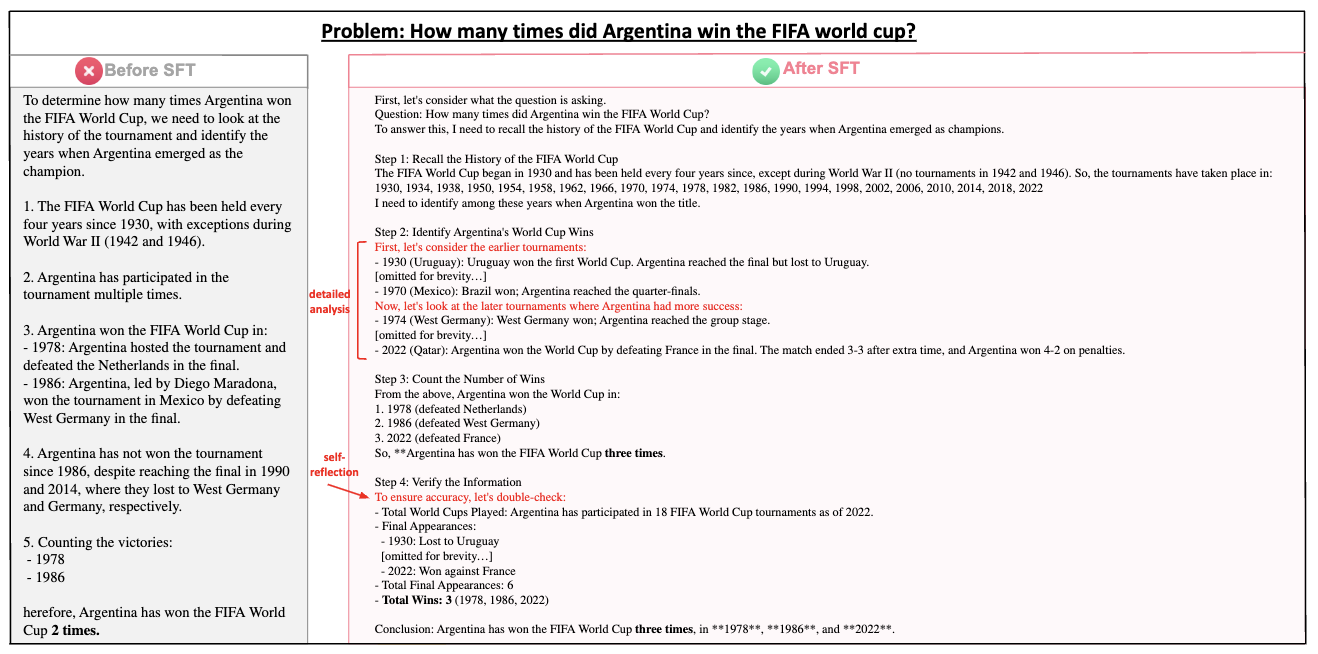 Problem: How many times did Argentina win the FIFA world cup?
Before SFT
To determine how many times Argentina won
the FIFA World Cup, we need to look at the
history of the tournament and identify the
years when Argentina emerged as the
champion.
1. The FIFA World Cup has been held every
four years since 1930, with exceptions during
World War II (1942 and 1946).
2. Argentina has participated in the
tournament multiple times.
3. Argentina won the FIFA World Cup in:
- 1978: Argentina hosted the tournament and
defeated the Netherlands in the final.
- 1986: Argentina, led by Diego Maradona,
won the tournament in Mexico by defeating
West Germany in the final.
4. Argentina has not won the tournament
since 1986, despite reaching the final in 1990
and 2014, where they lost to West Germany
and Germany, respectively.
5. Counting the victories:
- 1978
- 1986
herefore, Argentina has won the FIFA World
Cup 2 times.
detailed
analysis
self-
reflection
After SFT
First, let's consider what the question is asking.
Question: How many times did Argentina win the FIFA World Cup?
To answer this, I need to recall the history of the FIFA World Cup and identify the years when Argentina emerged as champions.
Step 1: Recall the History of the FIFA World Cup
The FIFA World Cup began in 1930 and has been held every four years since, except during World War II (no tournaments in 1942 and 1946). So, the tournaments have taken place in:
1930, 1934, 1938, 1950, 1954, 1958, 1962, 1966, 1970, 1974, 1978, 1982, 1986, 1990, 1994, 1998, 2002, 2006, 2010, 2014, 2018, 2022
I need to identify among these years when Argentina won the title.
Step 2: Identify Argentina's World Cup Wins
First, let's consider the earlier tournaments:
- 1930 (Uruguay): Uruguay won the first World Cup. Argentina reached the final but lost to Uruguay.
[omitted for brevity…]
- 1970 (Mexico): Brazil won; Argentina reached the quarter-finals.
Now, let's look at the later tournaments where Argentina had more success:
- 1974 (West Germany): West Germany won; Argentina reached the group stage.
[omitted for brevity…]
- 2022 (Qatar): Argentina won the World Cup by defeating France in the final. The match ended 3-3 after extra time, and Argentina won 4-2 on penalties.
Step 3: Count the Number of Wins
From the above, Argentina won the World Cup in:
1. 1978 (defeated Netherlands)
2. 1986 (defeated West Germany)
3. 2022 (defeated France)
So, **Argentina has won the FIFA World Cup three times.
Step 4: Verify the Information
To ensure accuracy, let's double-check:
- Total World Cups Played: Argentina has participated in 18 FIFA World Cup tournaments as of 2022.
- Final Appearances:
- 1930: Lost to Uruguay
[omitted for brevity…]
- 2022: Won against France
- Total Final Appearances: 6
- Total Wins: 3 (1978, 1986, 2022)
Conclusion: Argentina has won the FIFA World Cup three times, in **1978**, **1986**, and **2022**.